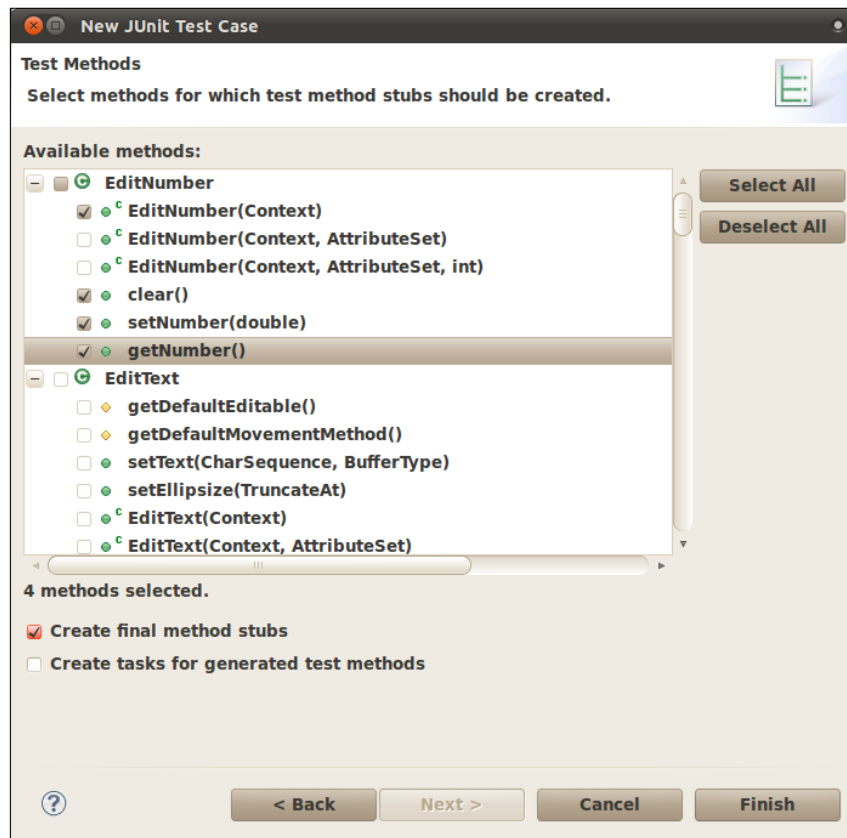 New JUnit Test Case
Test Methods
Select methods for which test method stubs should be created.
Available methods:
EditNumber
EditNumber(Context)
EditNumber(Context, AttributeSet)
EditNumber(Context, AttributeSet, int)
clear()
setNumber(double)
getNumber()
EditText
getDefaultEditable()
getDefaultMovementMethod()
setText(CharSequence, BufferType)
setEllipsize(TruncateAt)
EditText(Context)
EditText(Context, AttributeSet)
Select All
Deselect All
4 methods selected.
Create final method stubs
Create tasks for generated test methods
< Back
Next >
Cancel
Finish